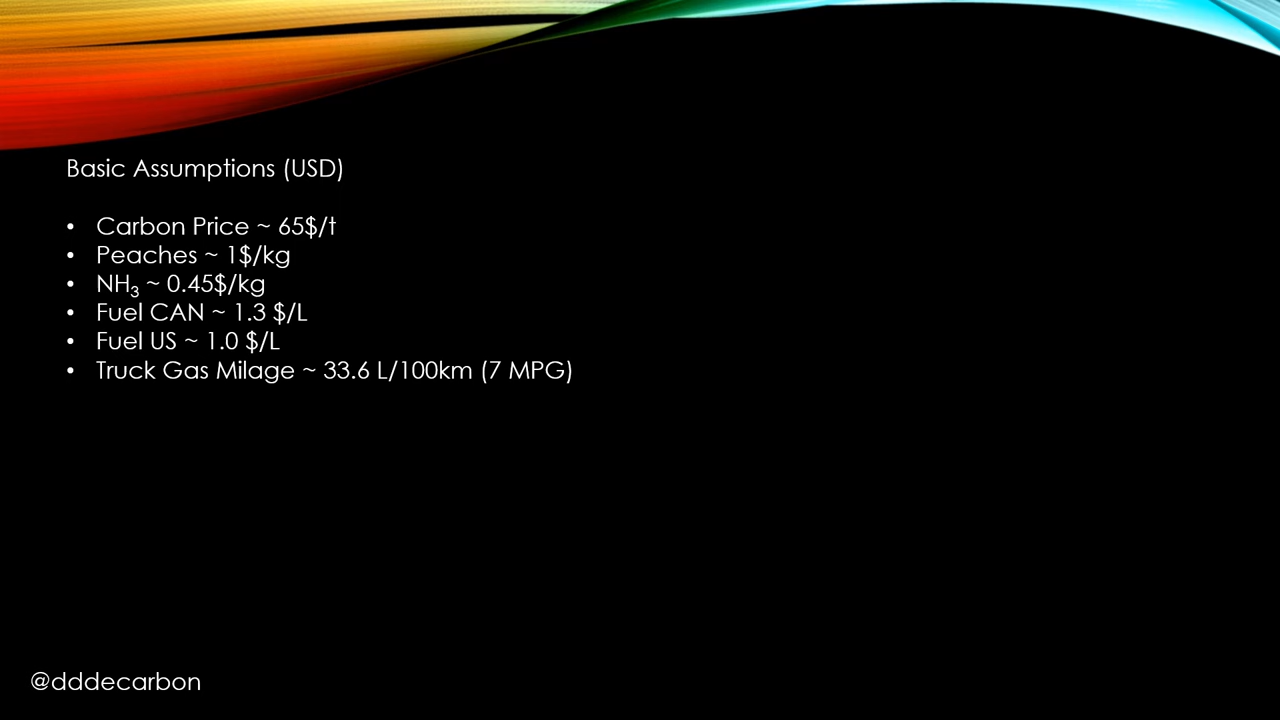 Basic Assumptions (USD)
• Carbon Price ~ 65$/t
• Peaches ~ 1$/kg
• NH₃ ~ 0.45$/kg
• Fuel CAN ~ 1.3 $/L
• Fuel US ~ 1.0 $/L
• Truck Gas Milage ~ 33.6 L/100km (7 MPG)
@dddecarbon